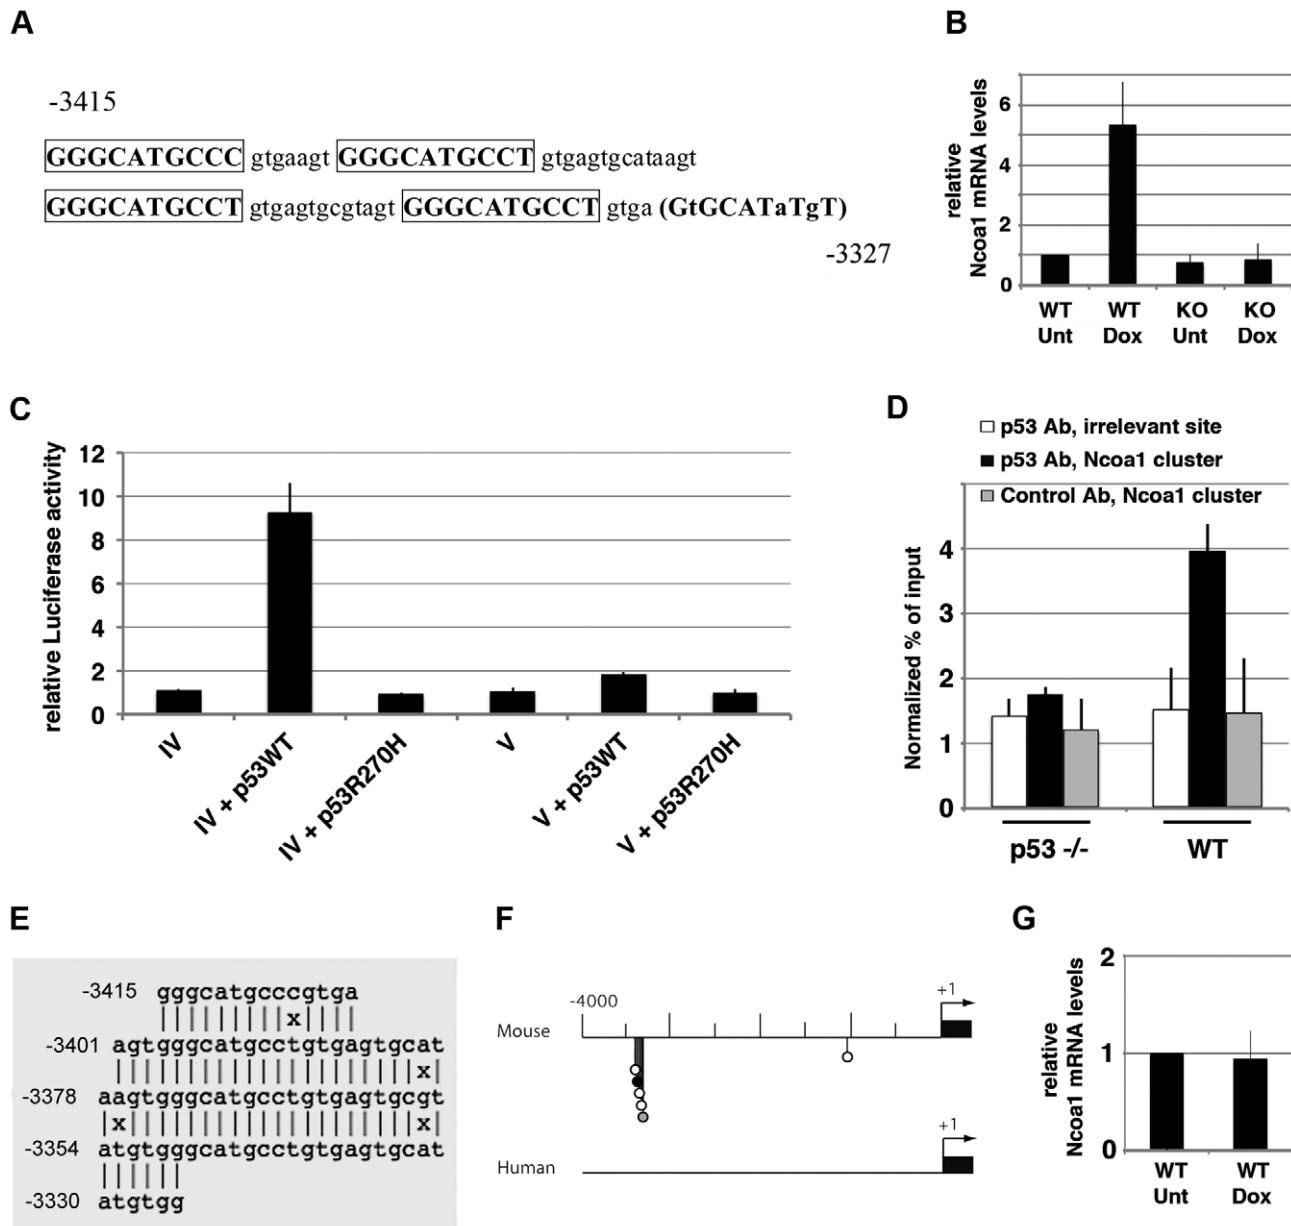 A
-3415
GGGCATGCCC gtgaagt GGGCATGCCT gtgagtgcataagt
GGGCATGCCT gtgagtgcgtagt GGGCATGCCT gtga (GtGCATaTgT)
-3327
B
relative
Ncoa1 mRNA levels
6
4
2
0
WT
Unt
WT
Dox
KO
Unt
KO
Dox
C
relative Luciferase activity
12
10
8
6
4
2
0
IV
IV + p53WT
IV + p53R270H
V
V + p53WT
V + p53R270H
D
p53 Ab, irrelevant site
p53 Ab, Ncoa1 cluster
Control Ab, Ncoa1 cluster
Normalized % of input
4
3
2
1
0
p53 -/-
WT
E
-3415 gggcatgcccgtga
x
-3401 agtgggcatgcctgtgagtgcat
x
-3378 aagtgggcatgcctgtgagtgcgt
x x
-3354 atgtgggcatgcctgtgagtgcat
-3330 atgtgg
F
-4000
+1
Mouse
+1
Human
G
relative
Ncoa1 mRNA levels
2
1
0
WT
Unt
WT
Dox